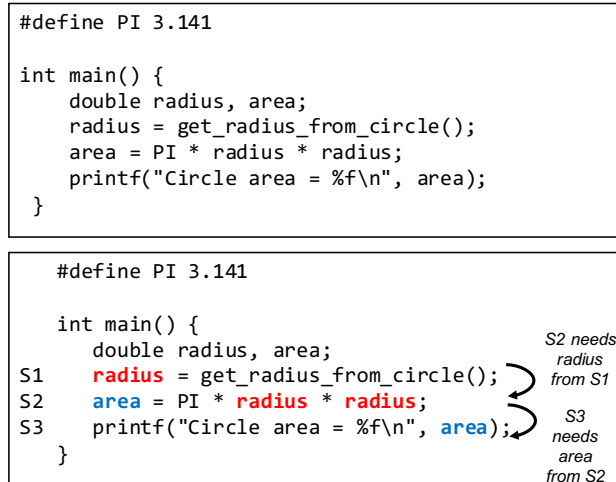 #define PI 3.141
int main() {
double radius, area;
radius = get_radius_from_circle();
area = PI * radius * radius;
printf("Circle area = %f\n", area);
}
#define PI 3.141
int main() {
double radius, area;
S1 radius = get_radius_from_circle();
S2 area = PI * radius * radius;
S3 printf("Circle area = %f\n", area);
}
S2 needs
radius
from S1
S3
needs
area
from S2